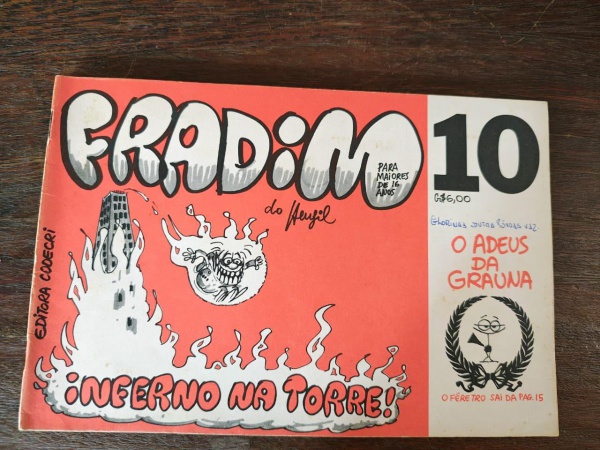 FRADIM
PARA
MAIORES
DE 16
ANOS
do Henfil
EDITORA CODECRI
INFERNO NA TORRE!
10
Cr$6,00
O ADEUS
DA
GRAÚNA
O FÉRETRO SAI DA PAG. 15